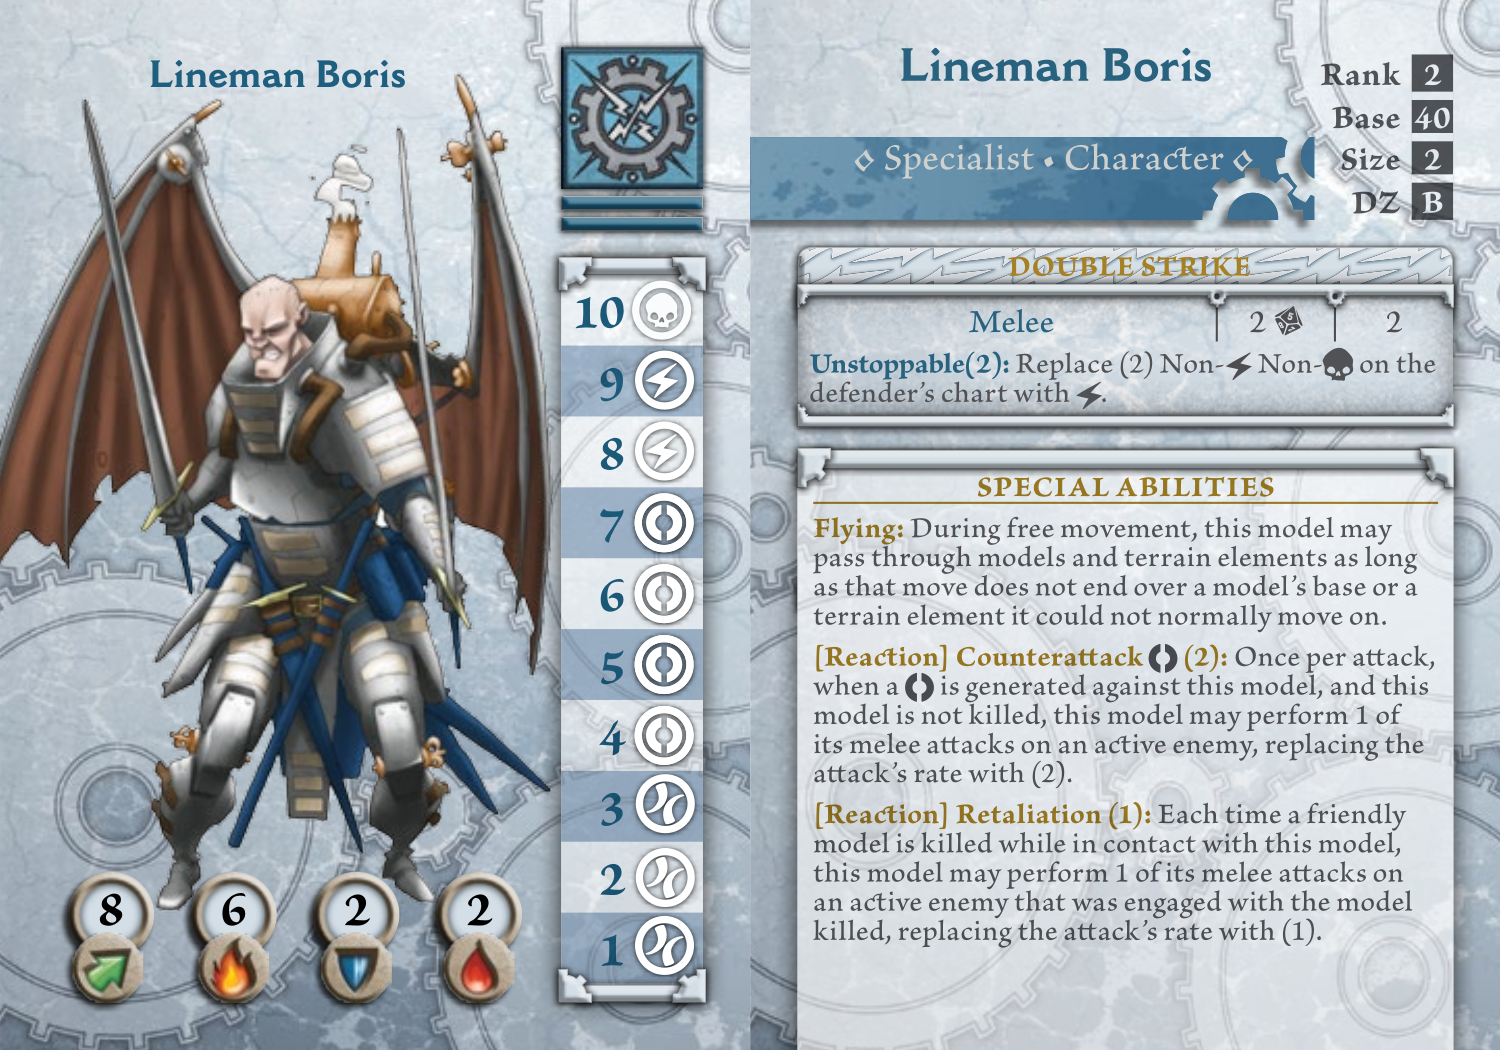 Lineman Boris
10
9
8
7
6
5
4
3
2
1
8 6 2 2
Lineman Boris
Rank 2
Base 40
Size 2
DZ B
Specialist • Character
DOUBLE STRIKE
Melee 2 2
Unstoppable(2): Replace (2) Non- Non- on the
defender's chart with .
SPECIAL ABILITIES
Flying: During free movement, this model may
pass through models and terrain elements as long
as that move does not end over a model's base or a
terrain element it could not normally move on.
[Reaction] Counterattack (2): Once per attack,
when a is generated against this model, and this
model is not killed, this model may perform 1 of
its melee attacks on an active enemy, replacing the
attack's rate with (2).
[Reaction] Retaliation (1): Each time a friendly
model is killed while in contact with this model,
this model may perform 1 of its melee attacks on
an active enemy that was engaged with the model
killed, replacing the attack's rate with (1).